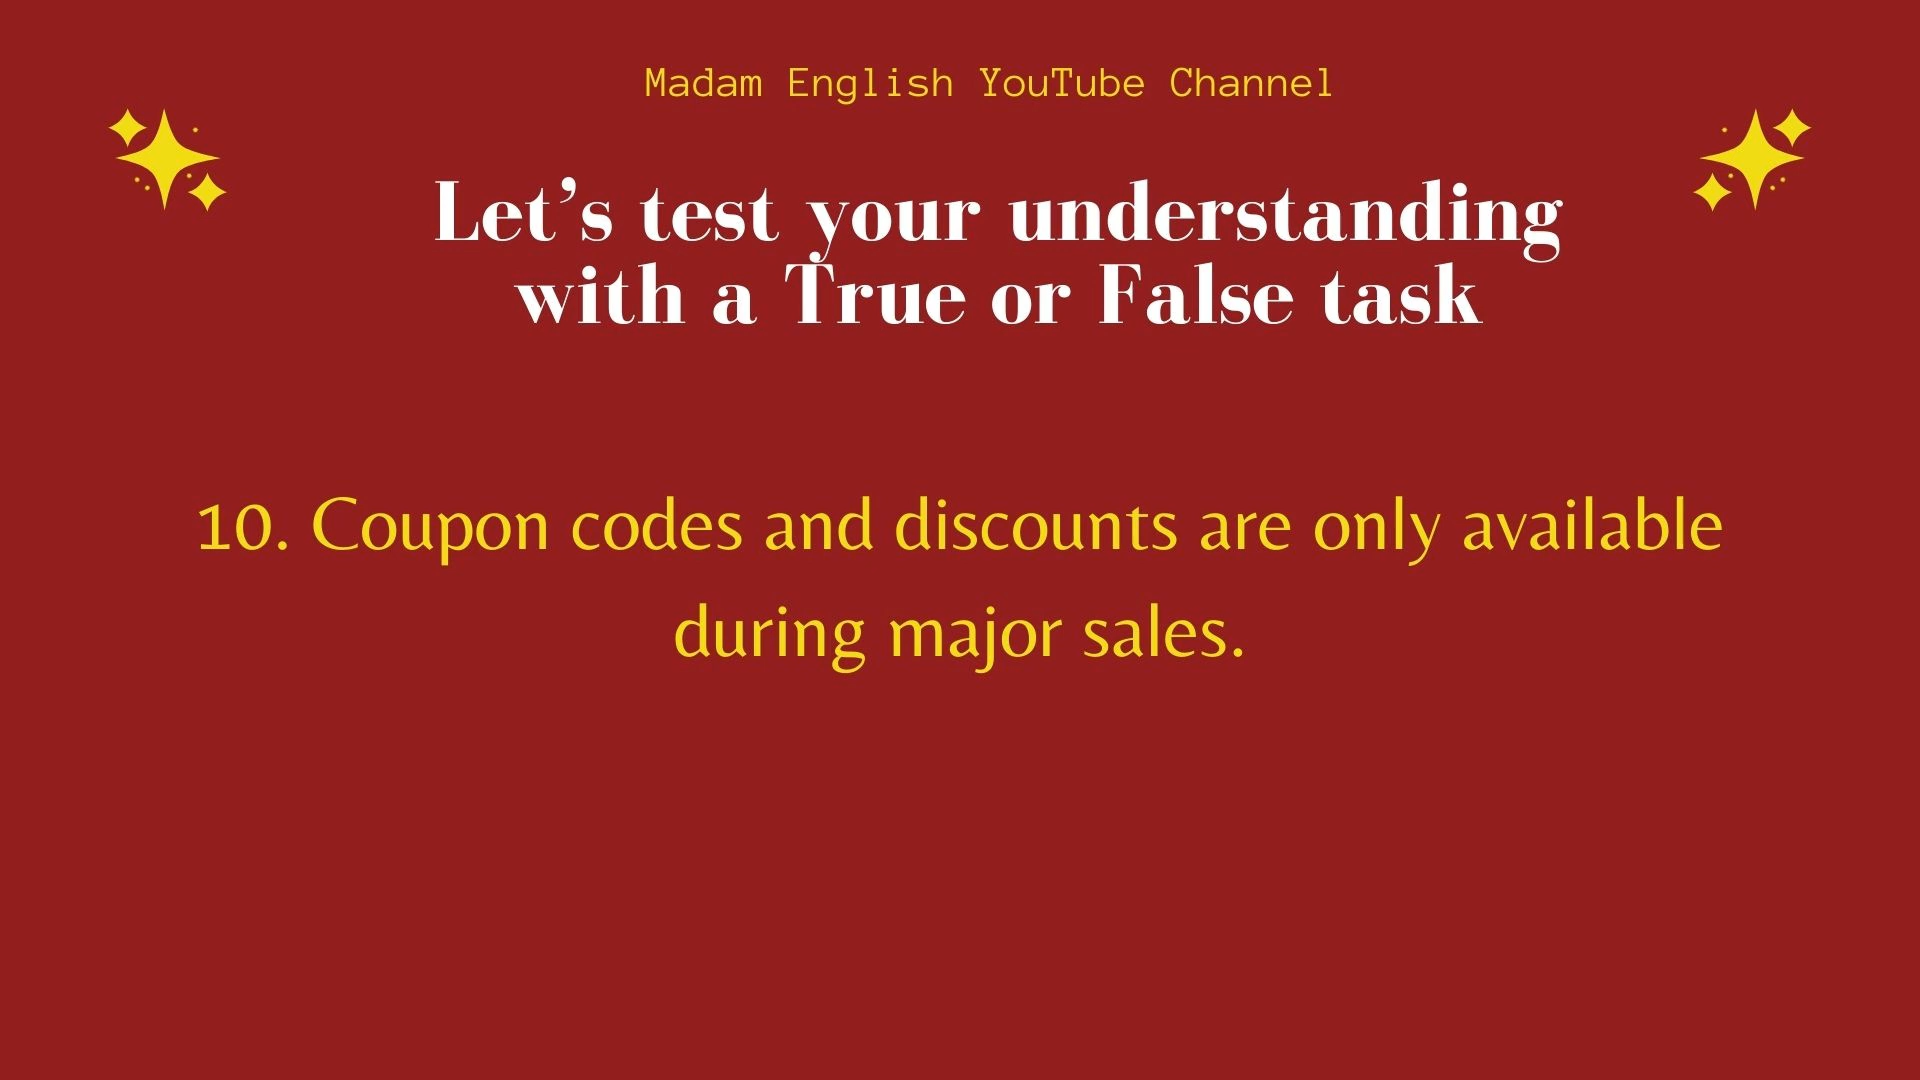 Madam English YouTube Channel
Let’s test your understanding
with a True or False task
10. Coupon codes and discounts are only available
during major sales.